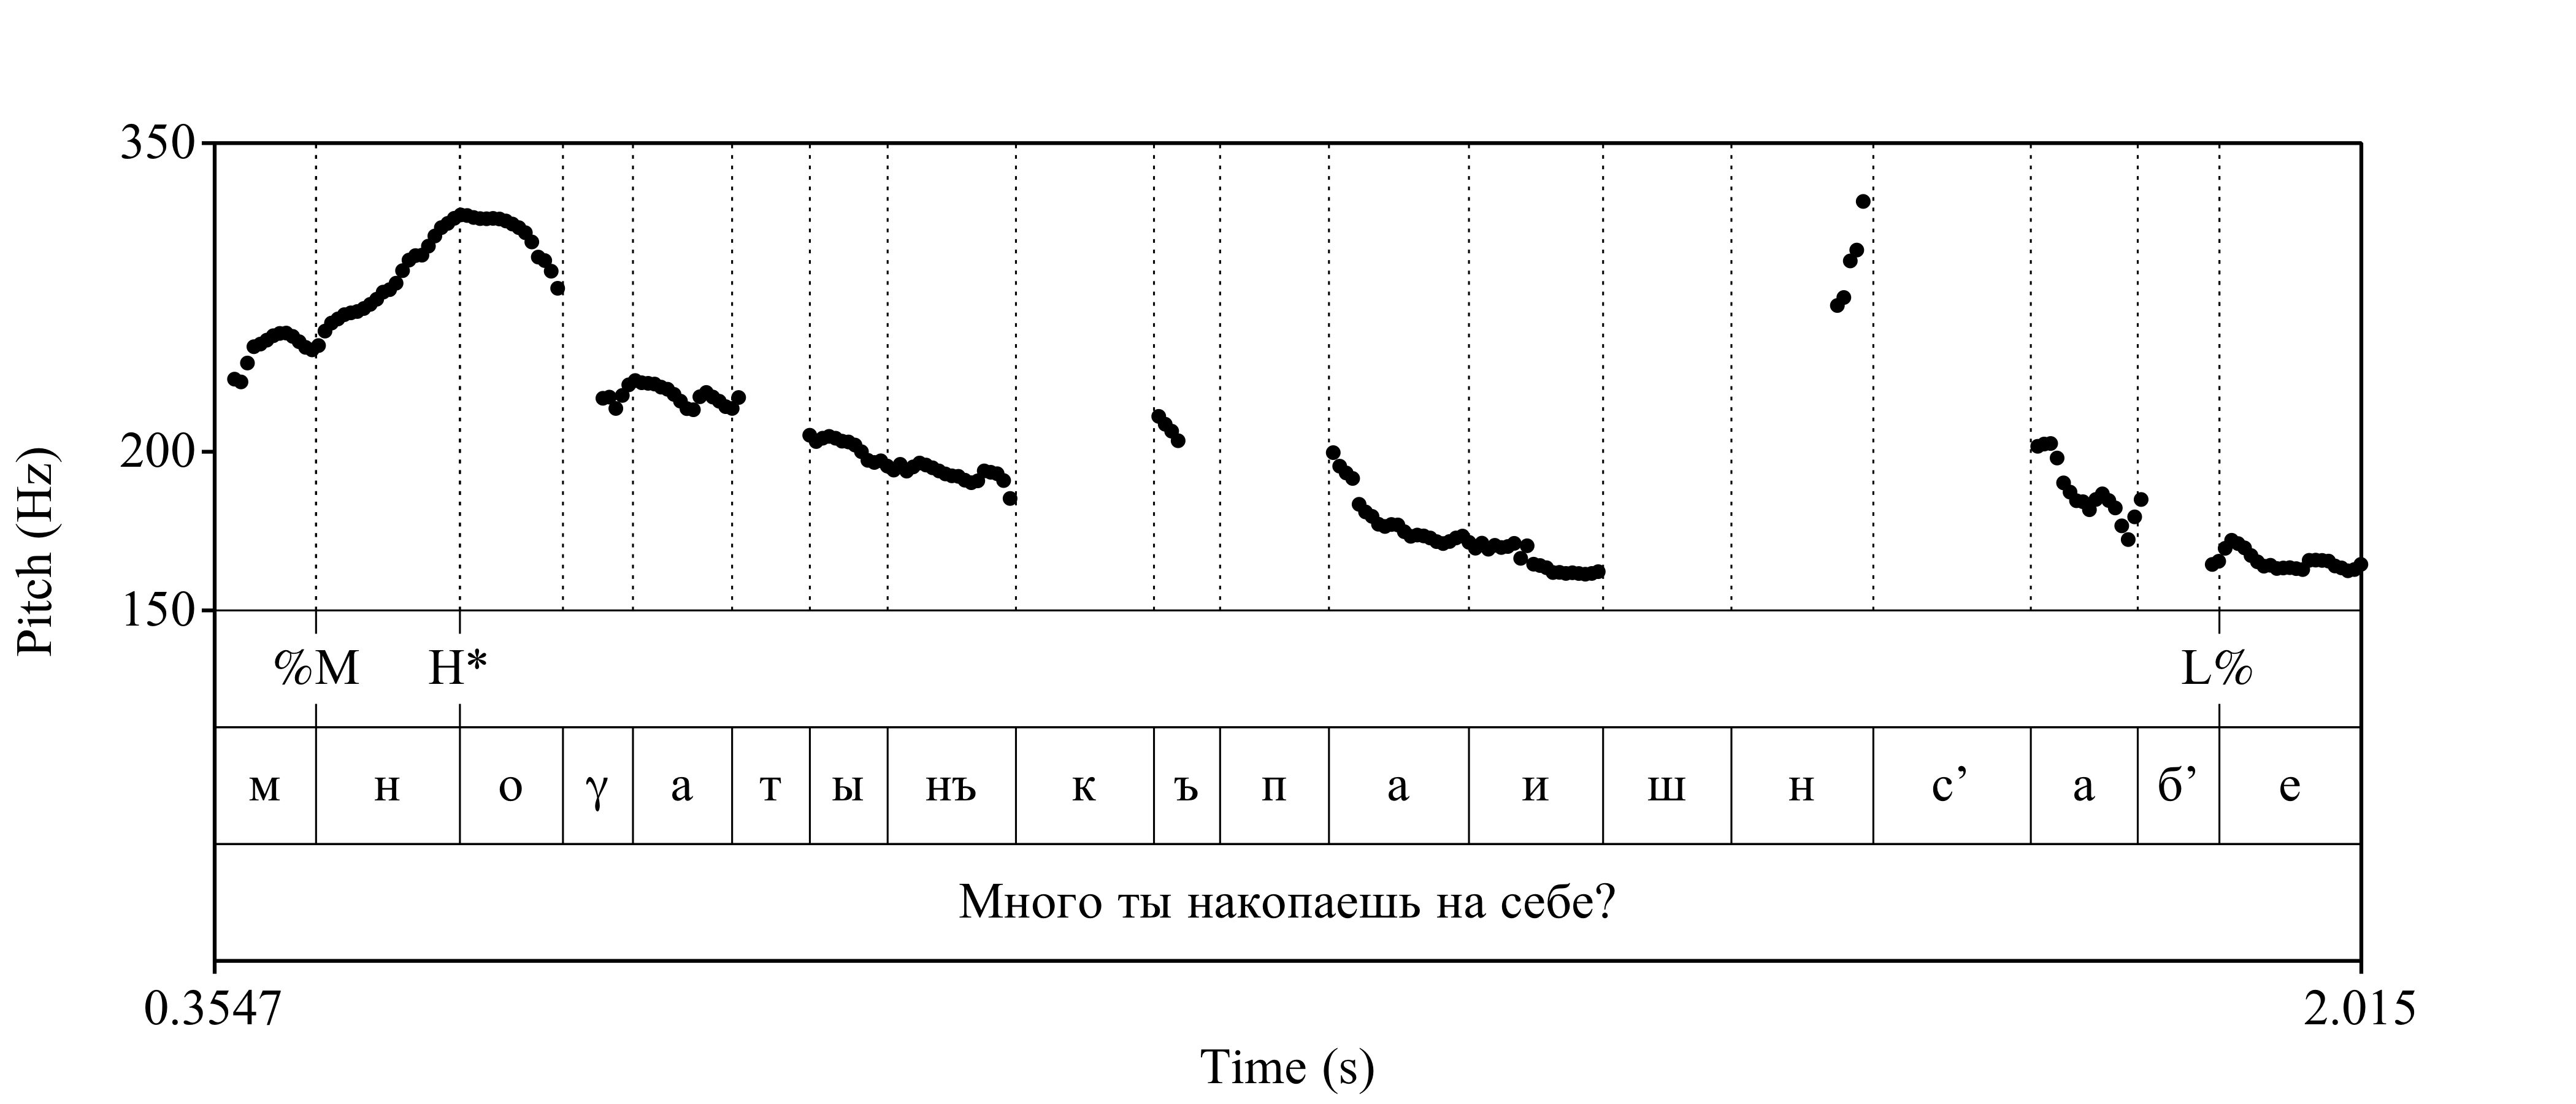 350
200
150
Pitch (Hz)
%M H* L%
м н о γ а т ы нъ к ъ п а и ш н с’ а б’ е
Много ты накопаешь на себе?
0.3547 2.015
Time (s)